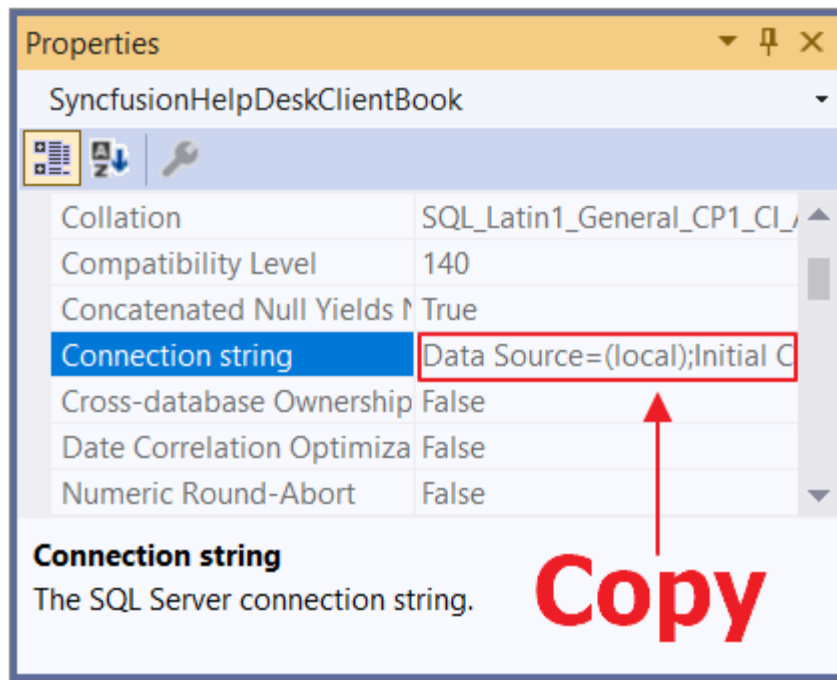 Properties
SyncfusionHelpDeskClientBook
Collation SQL_Latin1_General_CP1_CI_
Compatibility Level 140
Concatenated Null Yields True
Connection string Data Source=(local);Initial C
Cross-database Ownership False
Date Correlation Optimiza False
Numeric Round-Abort False
Connection string
The SQL Server connection string.
Copy